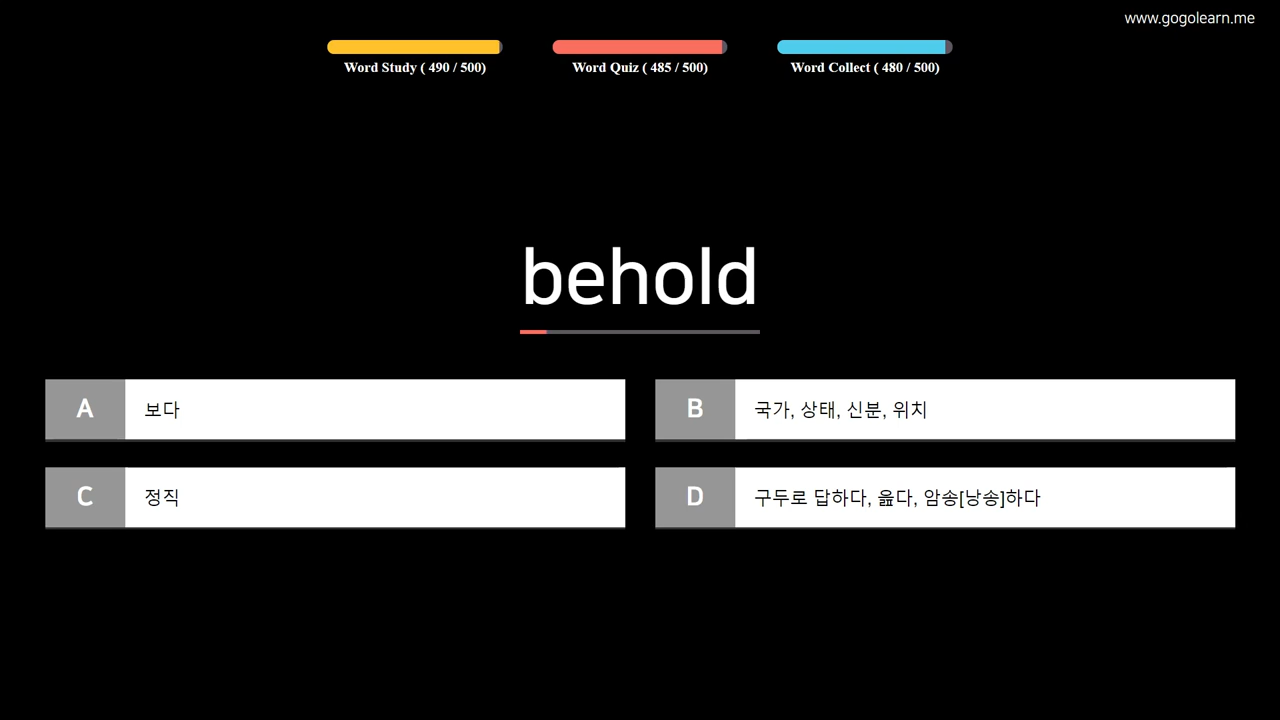 www.gogolearn.me
Word Study ( 490 / 500)
Word Quiz ( 485 / 500)
Word Collect ( 480 / 500)
behold
A 보다
B 국가, 상태, 신분, 위치
C 정직
D 구두로 답하다, 읊다, 암송[낭송]하다